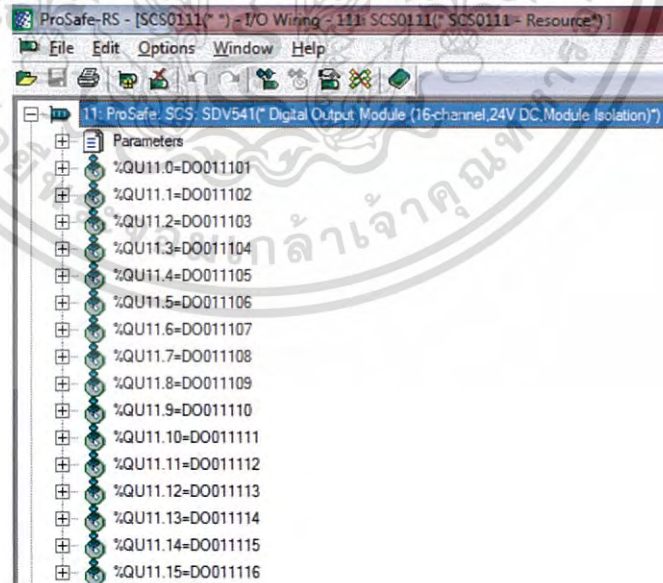 ProSafe-RS - [SCS0111(* *) - I/O Wiring - 111: SCS0111(* SCS0111 - Resource*) ]
File Edit Options Window Help
11: ProSafe: SCS: SDV541(* Digital Output Module (16-channel,24V DC,Module Isolation)*)
Parameters
%QU11.0=DO011101
%QU11.1=DO011102
%QU11.2=DO011103
%QU11.3=DO011104
%QU11.4=DO011105
%QU11.5=DO011106
%QU11.6=DO011107
%QU11.7=DO011108
%QU11.8=DO011109
%QU11.9=DO011110
%QU11.10=DO011111
%QU11.11=DO011112
%QU11.12=DO011113
%QU11.13=DO011114
%QU11.14=DO011115
%QU11.15=DO011116